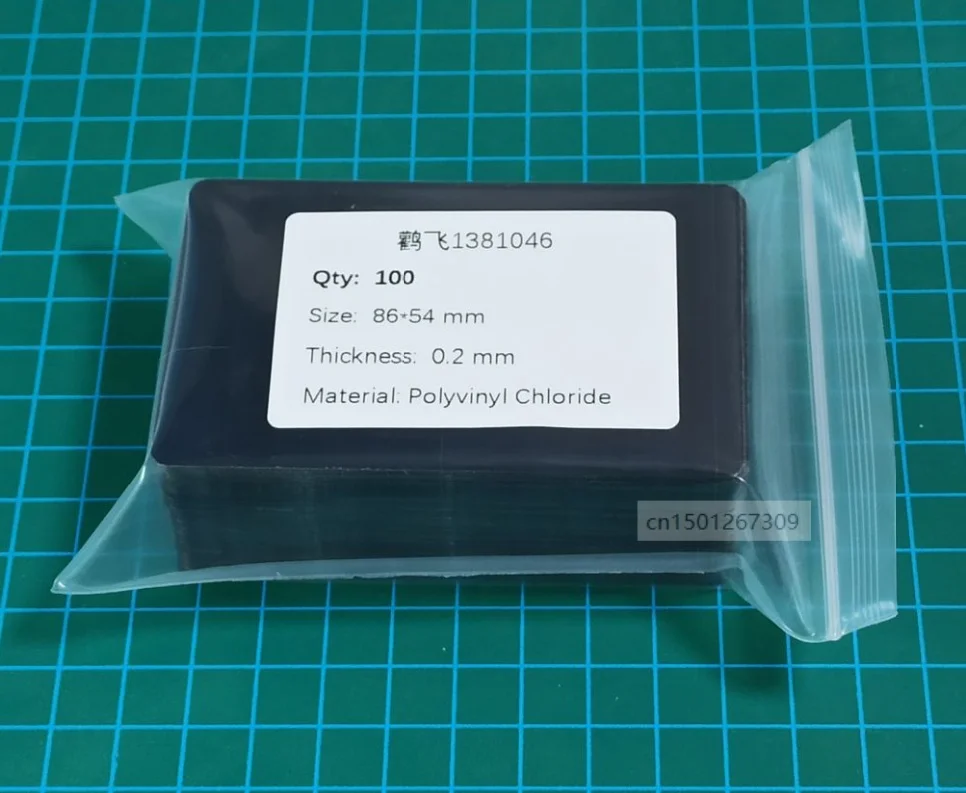 鹳飞1381046
Qty: 100
Size: 86*54 mm
Thickness: 0.2 mm
Material: Polyvinyl Chloride
cn1501267309